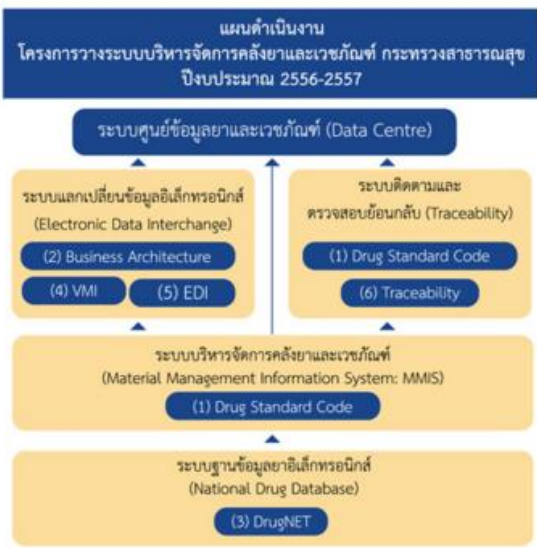 แผนดำเนินงาน
โครงการวางระบบบริหารจัดการคลังยาและเวชภัณฑ์ กระทรวงสาธารณสุข
ปีงบประมาณ 2556-2557
ระบบศูนย์ข้อมูลยาและเวชภัณฑ์ (Data Centre)
ระบบแลกเปลี่ยนข้อมูลอิเล็กทรอนิกส์
(Electronic Data Interchange)
(2) Business Architecture
(4) VMI
(5) EDI
ระบบติดตามและ
ตรวจสอบย้อนกลับ (Traceability)
(1) Drug Standard Code
(6) Traceability
ระบบบริหารจัดการคลังยาและเวชภัณฑ์
(Material Management Information System: MMIS)
(1) Drug Standard Code
ระบบฐานข้อมูลยาอิเล็กทรอนิกส์
(National Drug Database)
(3) DrugNET